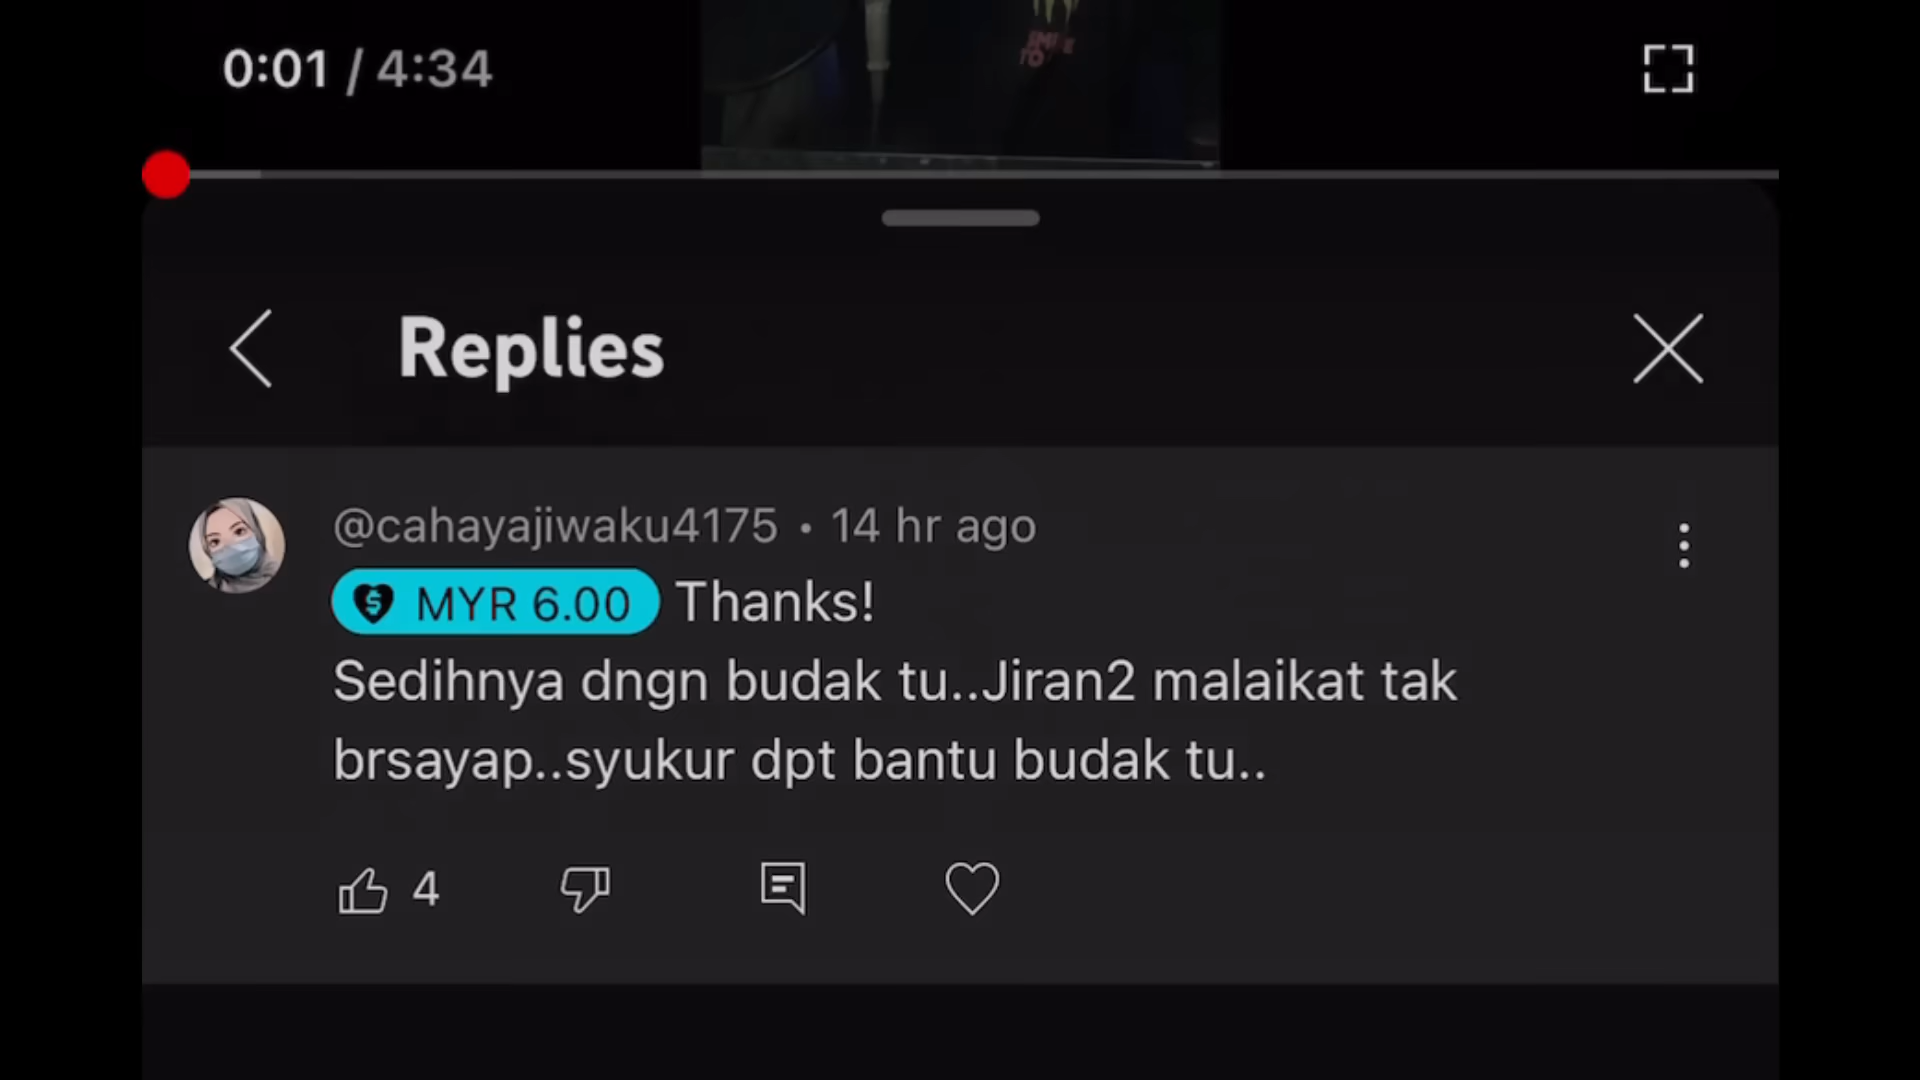 0:01 / 4:34
Replies
@cahayajiwaku4175 • 14 hr ago
MYR 6.00 Thanks!
Sedihnya dngn budak tu..Jiran2 malaikat tak
brsayap..syukur dpt bantu budak tu..
4